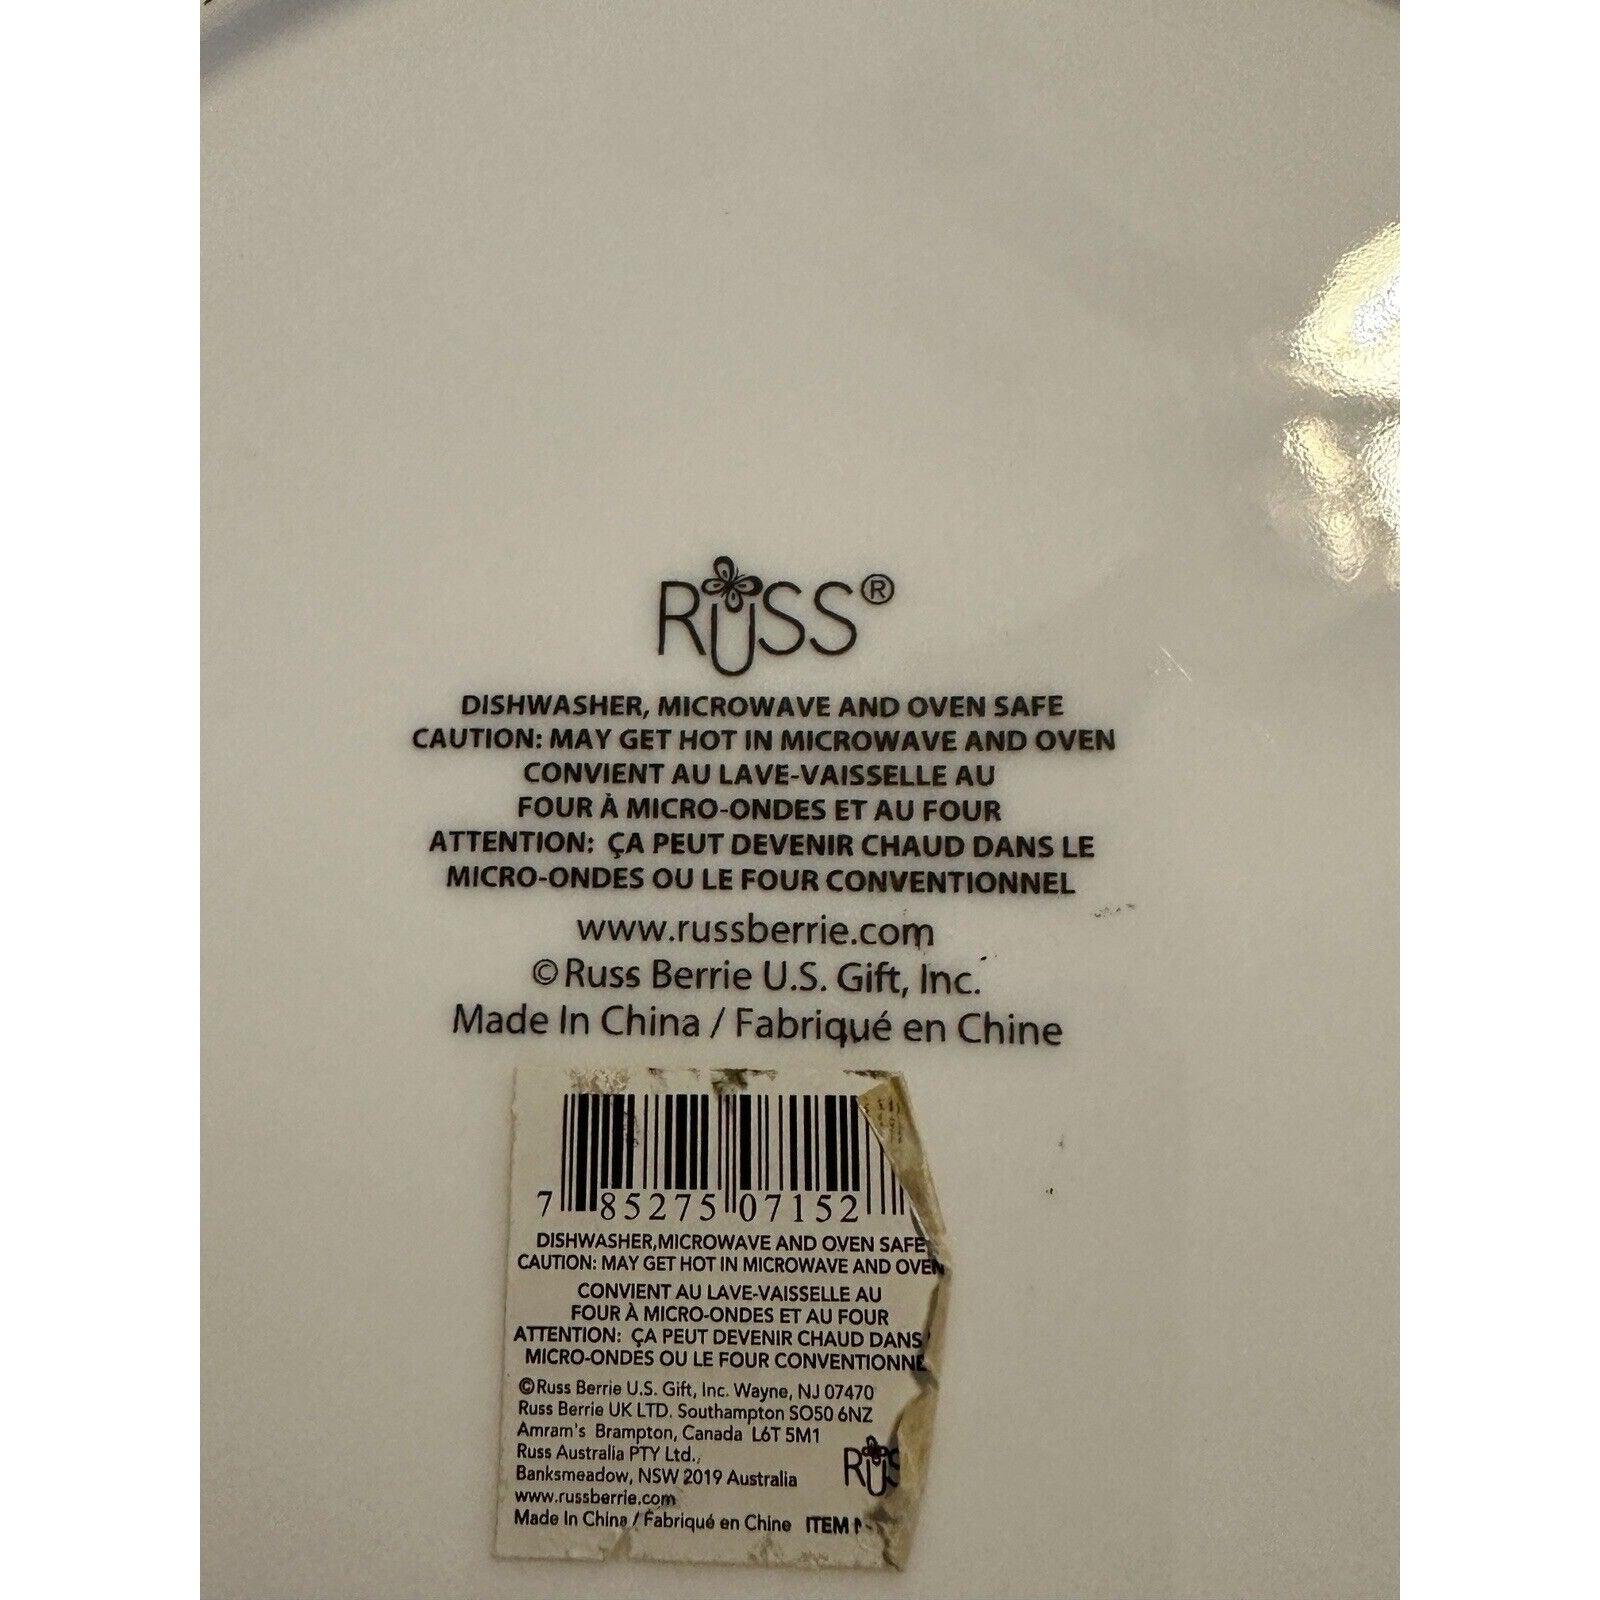 RUSS®
DISHWASHER, MICROWAVE AND OVEN SAFE
CAUTION: MAY GET HOT IN MICROWAVE AND OVEN
CONVIENT AU LAVE-VAISSELLE AU
FOUR À MICRO-ONDES ET AU FOUR
ATTENTION: ÇA PEUT DEVENIR CHAUD DANS LE
MICRO-ONDES OU LE FOUR CONVENTIONNEL
www.russberrie.com
©Russ Berrie U.S. Gift, Inc.
Made In China / Fabriqué en Chine
7 85275 07152
DISHWASHER,MICROWAVE AND OVEN SAFE
CAUTION: MAY GET HOT IN MICROWAVE AND OVEN
CONVIENT AU LAVE-VAISSELLE AU
FOUR À MICRO-ONDES ET AU FOUR
ATTENTION: ÇA PEUT DEVENIR CHAUD DANS
MICRO-ONDES OU LE FOUR CONVENTIONNE
©Russ Berrie U.S. Gift, Inc. Wayne, NJ 07470
Russ Berrie UK LTD. Southampton SO50 6NZ
Amram's Brampton, Canada L6T 5M1
Russ Australia PTY Ltd.,
Banksmeadow, NSW 2019 Australia
RUS
www.russberrie.com
Made In China / Fabriqué en Chine ITEM